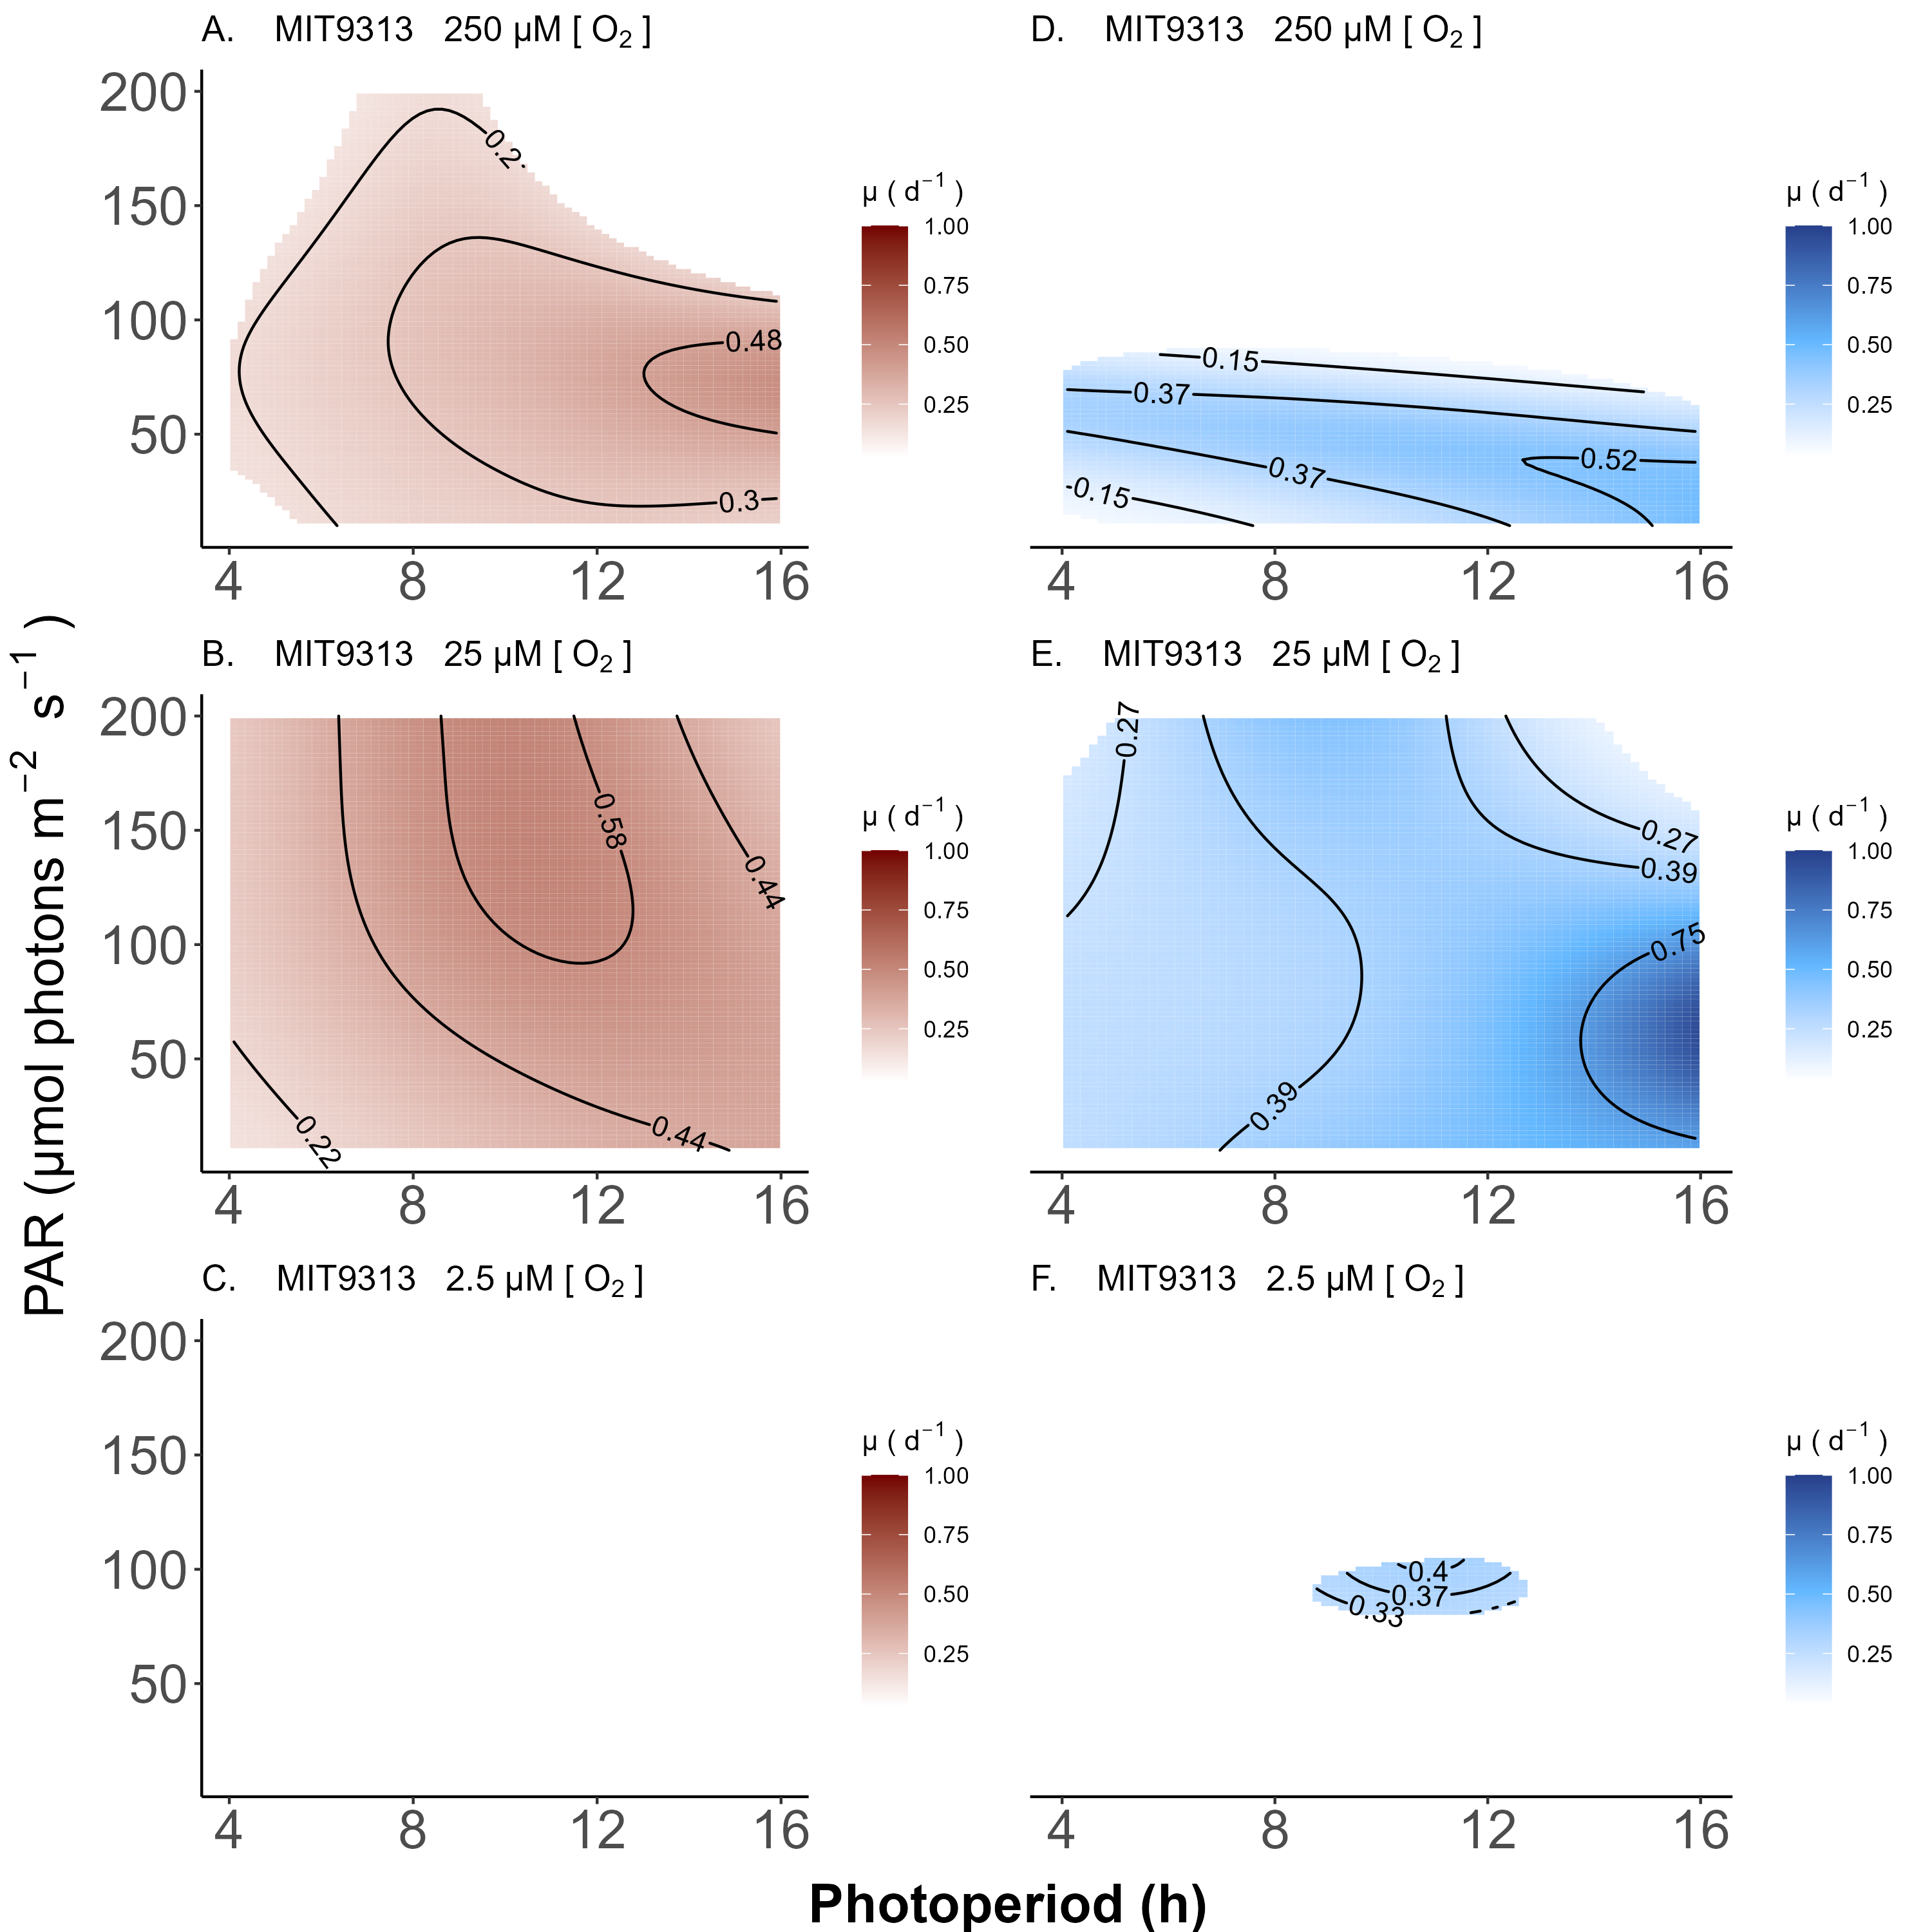 A. MIT9313 250 µM [ O₂ ]
200
150
100
50
4 8 12 16
0.2
0.48
0.3
µ ( d⁻¹ )
1.00
0.75
0.50
0.25
D. MIT9313 250 µM [ O₂ ]
0.15
0.37
0.52
0.37
0.15
4 8 12 16
µ ( d⁻¹ )
1.00
0.75
0.50
0.25
B. MIT9313 25 µM [ O₂ ]
200
150
100
50
4 8 12 16
0.58
0.44
0.44
0.22
µ ( d⁻¹ )
1.00
0.75
0.50
0.25
E. MIT9313 25 µM [ O₂ ]
0.27
0.27
0.39
0.75
0.39
4 8 12 16
µ ( d⁻¹ )
1.00
0.75
0.50
0.25
C. MIT9313 2.5 µM [ O₂ ]
200
150
100
50
4 8 12 16
µ ( d⁻¹ )
1.00
0.75
0.50
0.25
F. MIT9313 2.5 µM [ O₂ ]
0.4
0.37
0.33
4 8 12 16
µ ( d⁻¹ )
1.00
0.75
0.50
0.25
PAR (µmol photons m⁻² s⁻¹ )
Photoperiod (h)